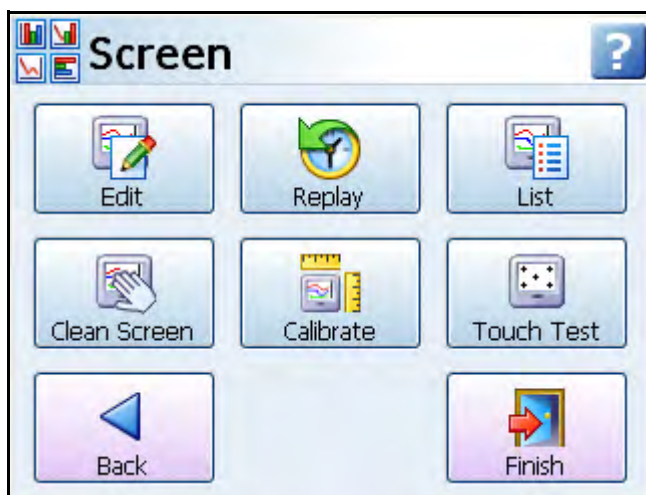 Screen ?
Edit Replay List
Clean Screen Calibrate Touch Test
Back Finish